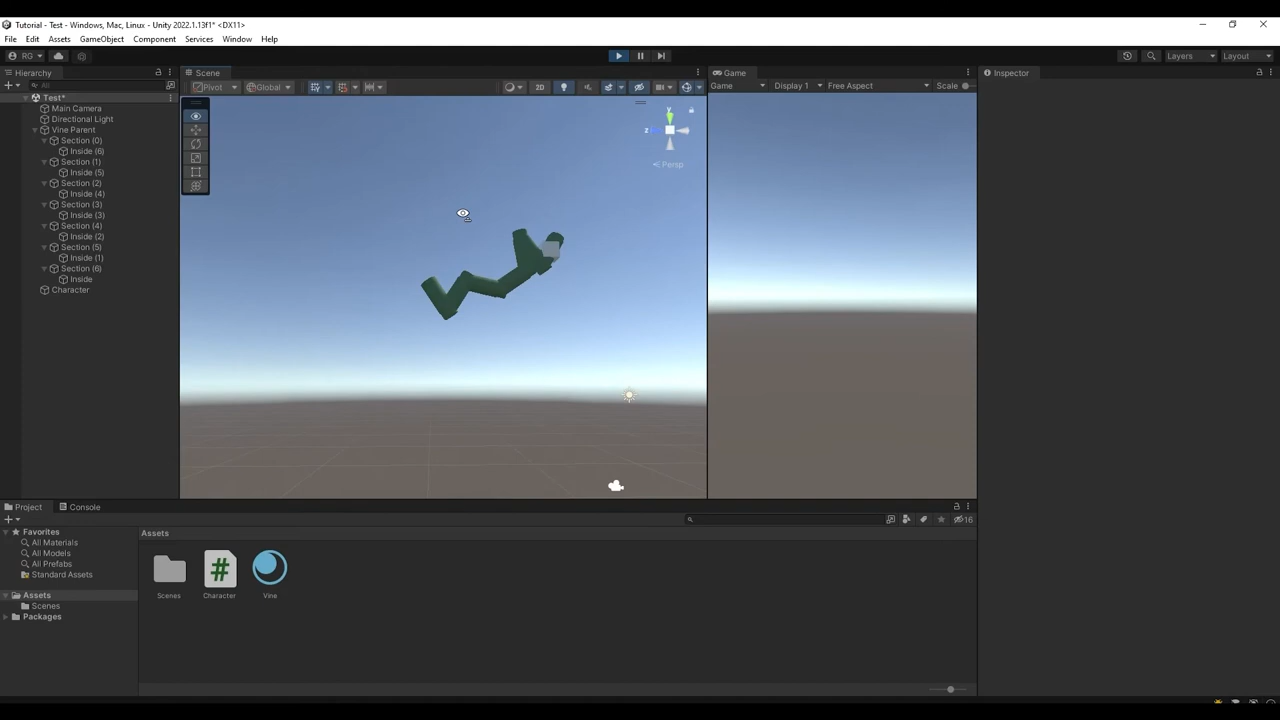 Tutorial - Test - Windows, Mac, Linux - Unity 2022.1.13f1* <DX11>
File Edit Assets GameObject Component Services Window Help
RG Layers Layout
Hierarchy Scene Game Inspector
All Pivot Global 2D Game Display 1 Free Aspect Scale
Test*
Main Camera
Directional Light
Vine Parent
Section (0)
Inside (6)
Section (1)
Inside (5)
Section (2)
Inside (4)
Section (3)
Inside (3)
Section (4)
Inside (2)
Section (5)
Inside (1)
Section (6)
Inside
Character
y
z
Persp
Project Console
16
Favorites
All Materials
All Models
All Prefabs
Standard Assets
Assets
Scenes
Packages
Assets
#
Scenes Character Vine